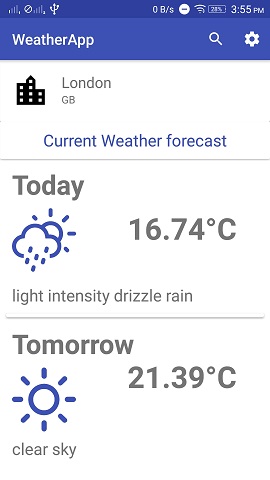 0 B/s 28% 3:55 PM
WeatherApp
London
GB
Current Weather forecast
Today
16.74°C
light intensity drizzle rain
Tomorrow
21.39°C
clear sky